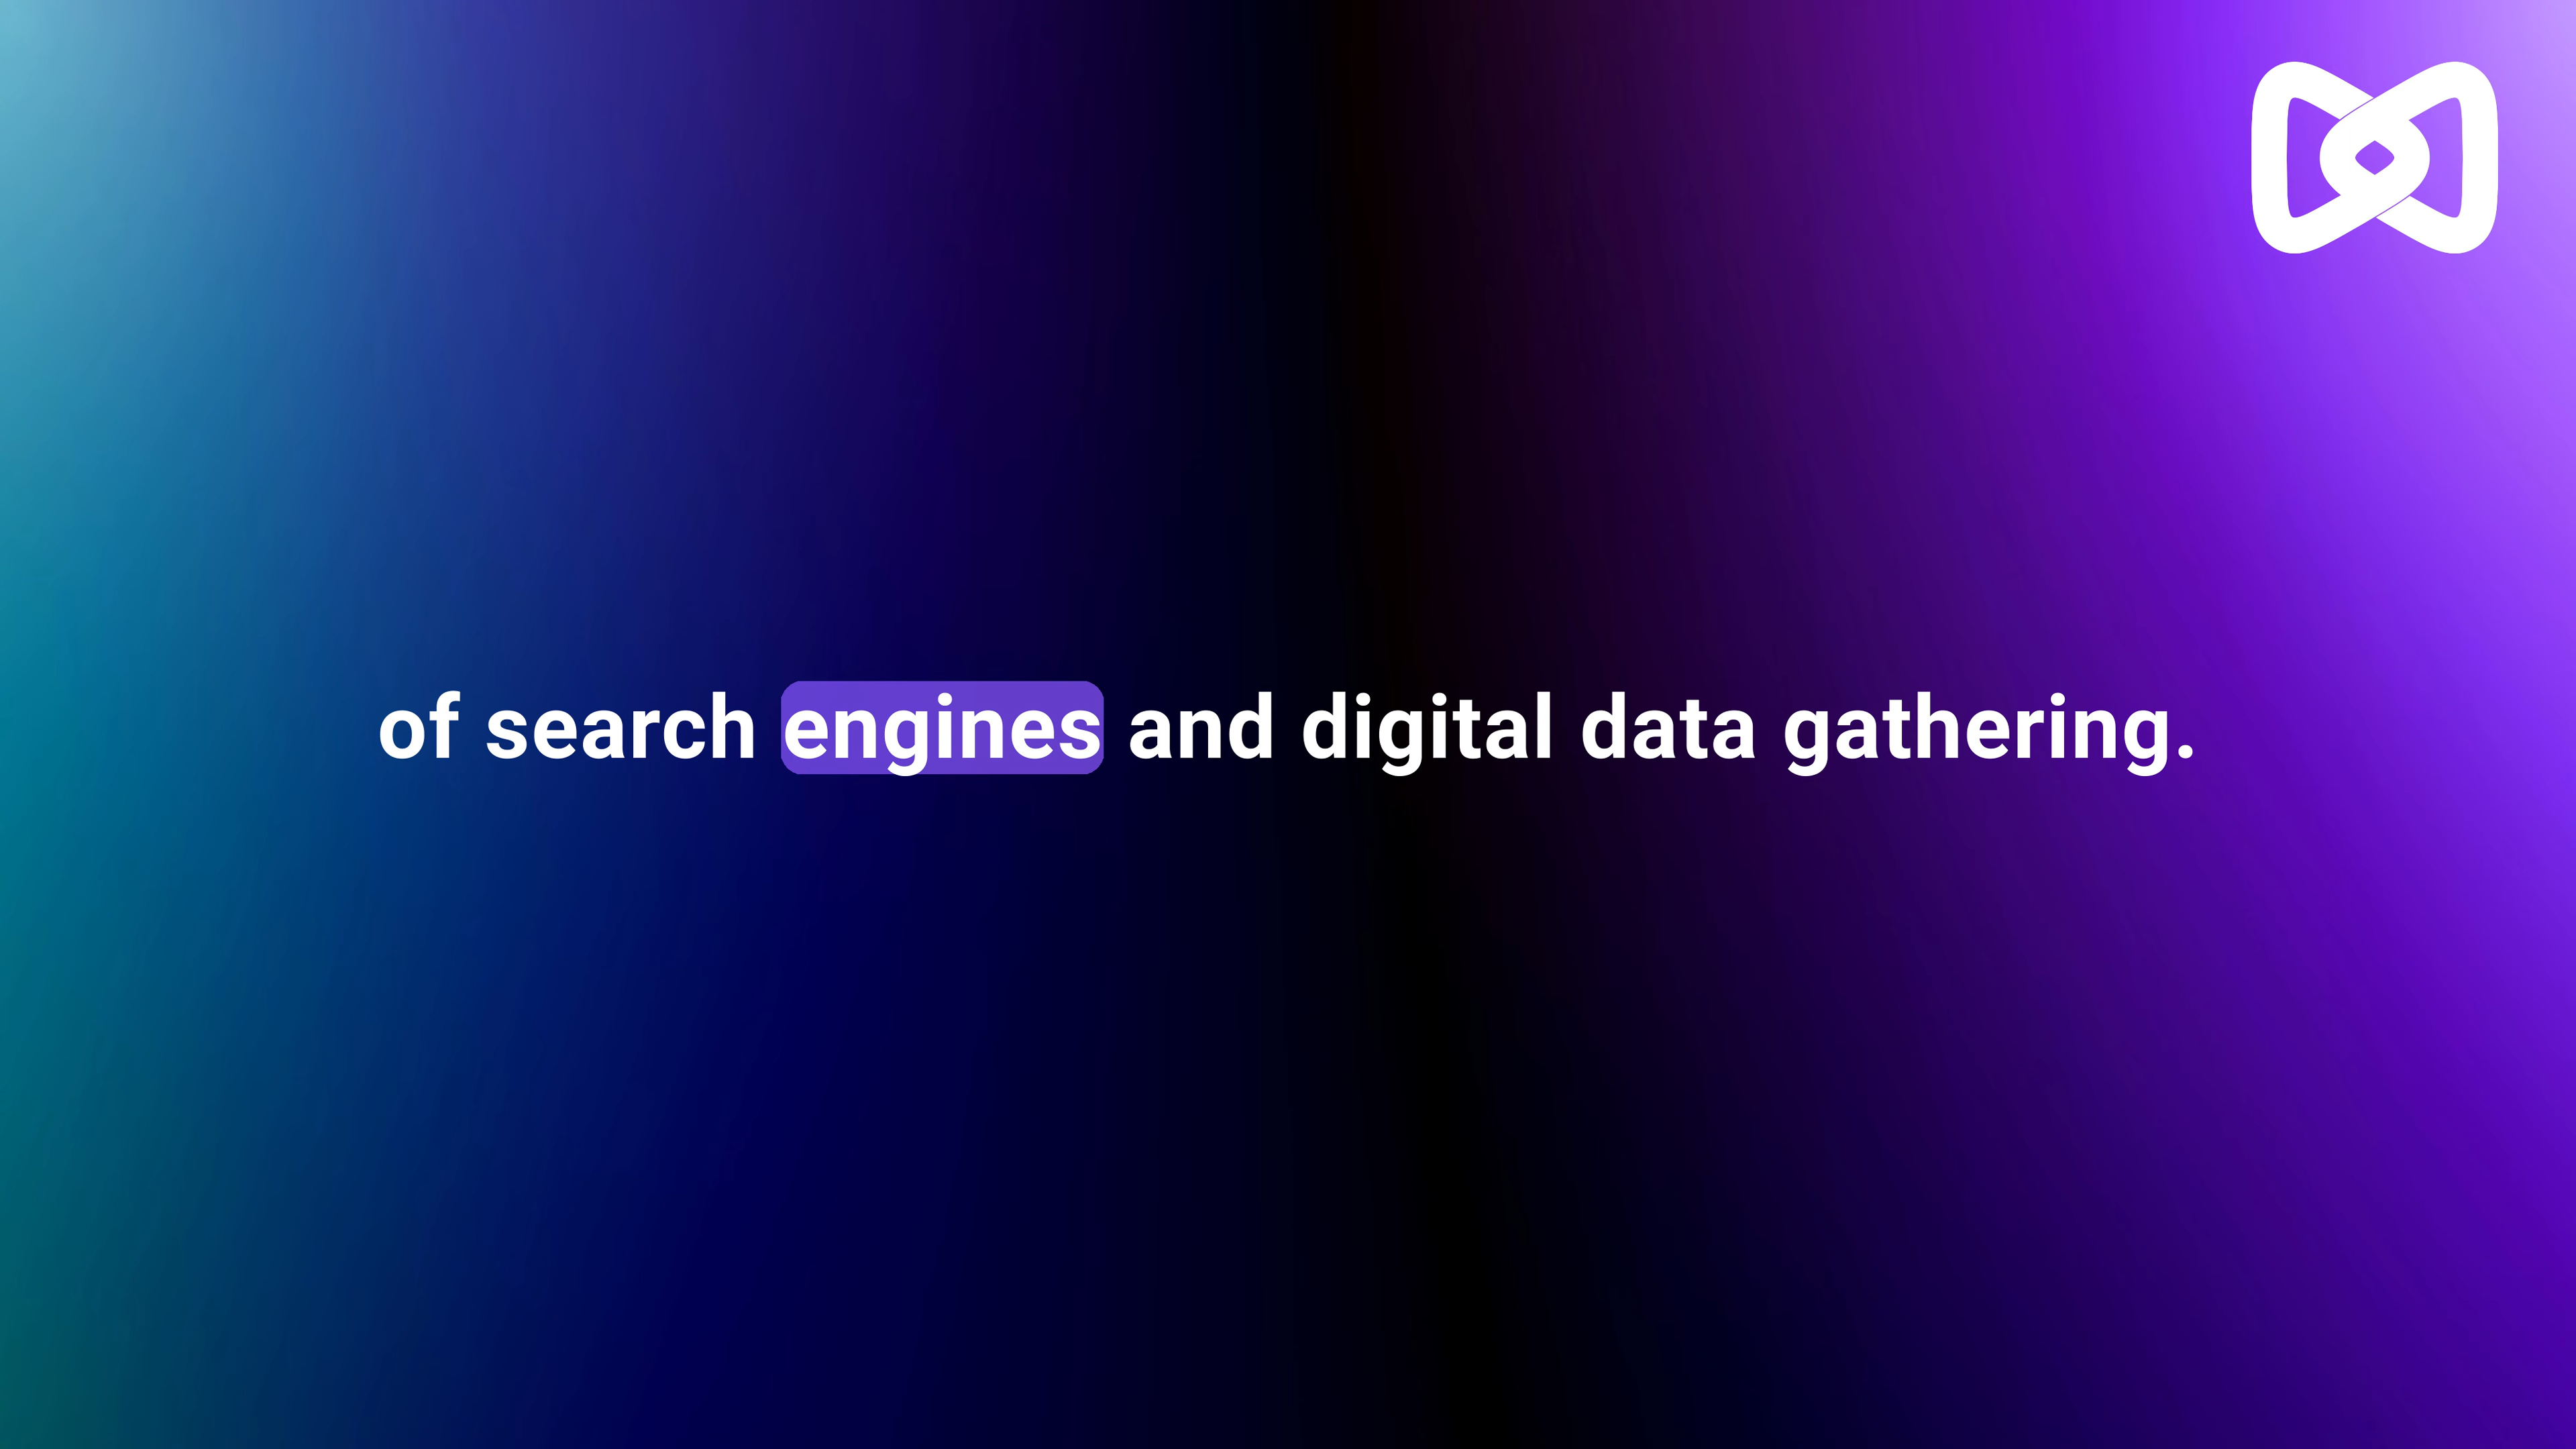 of search engines and digital data gathering.